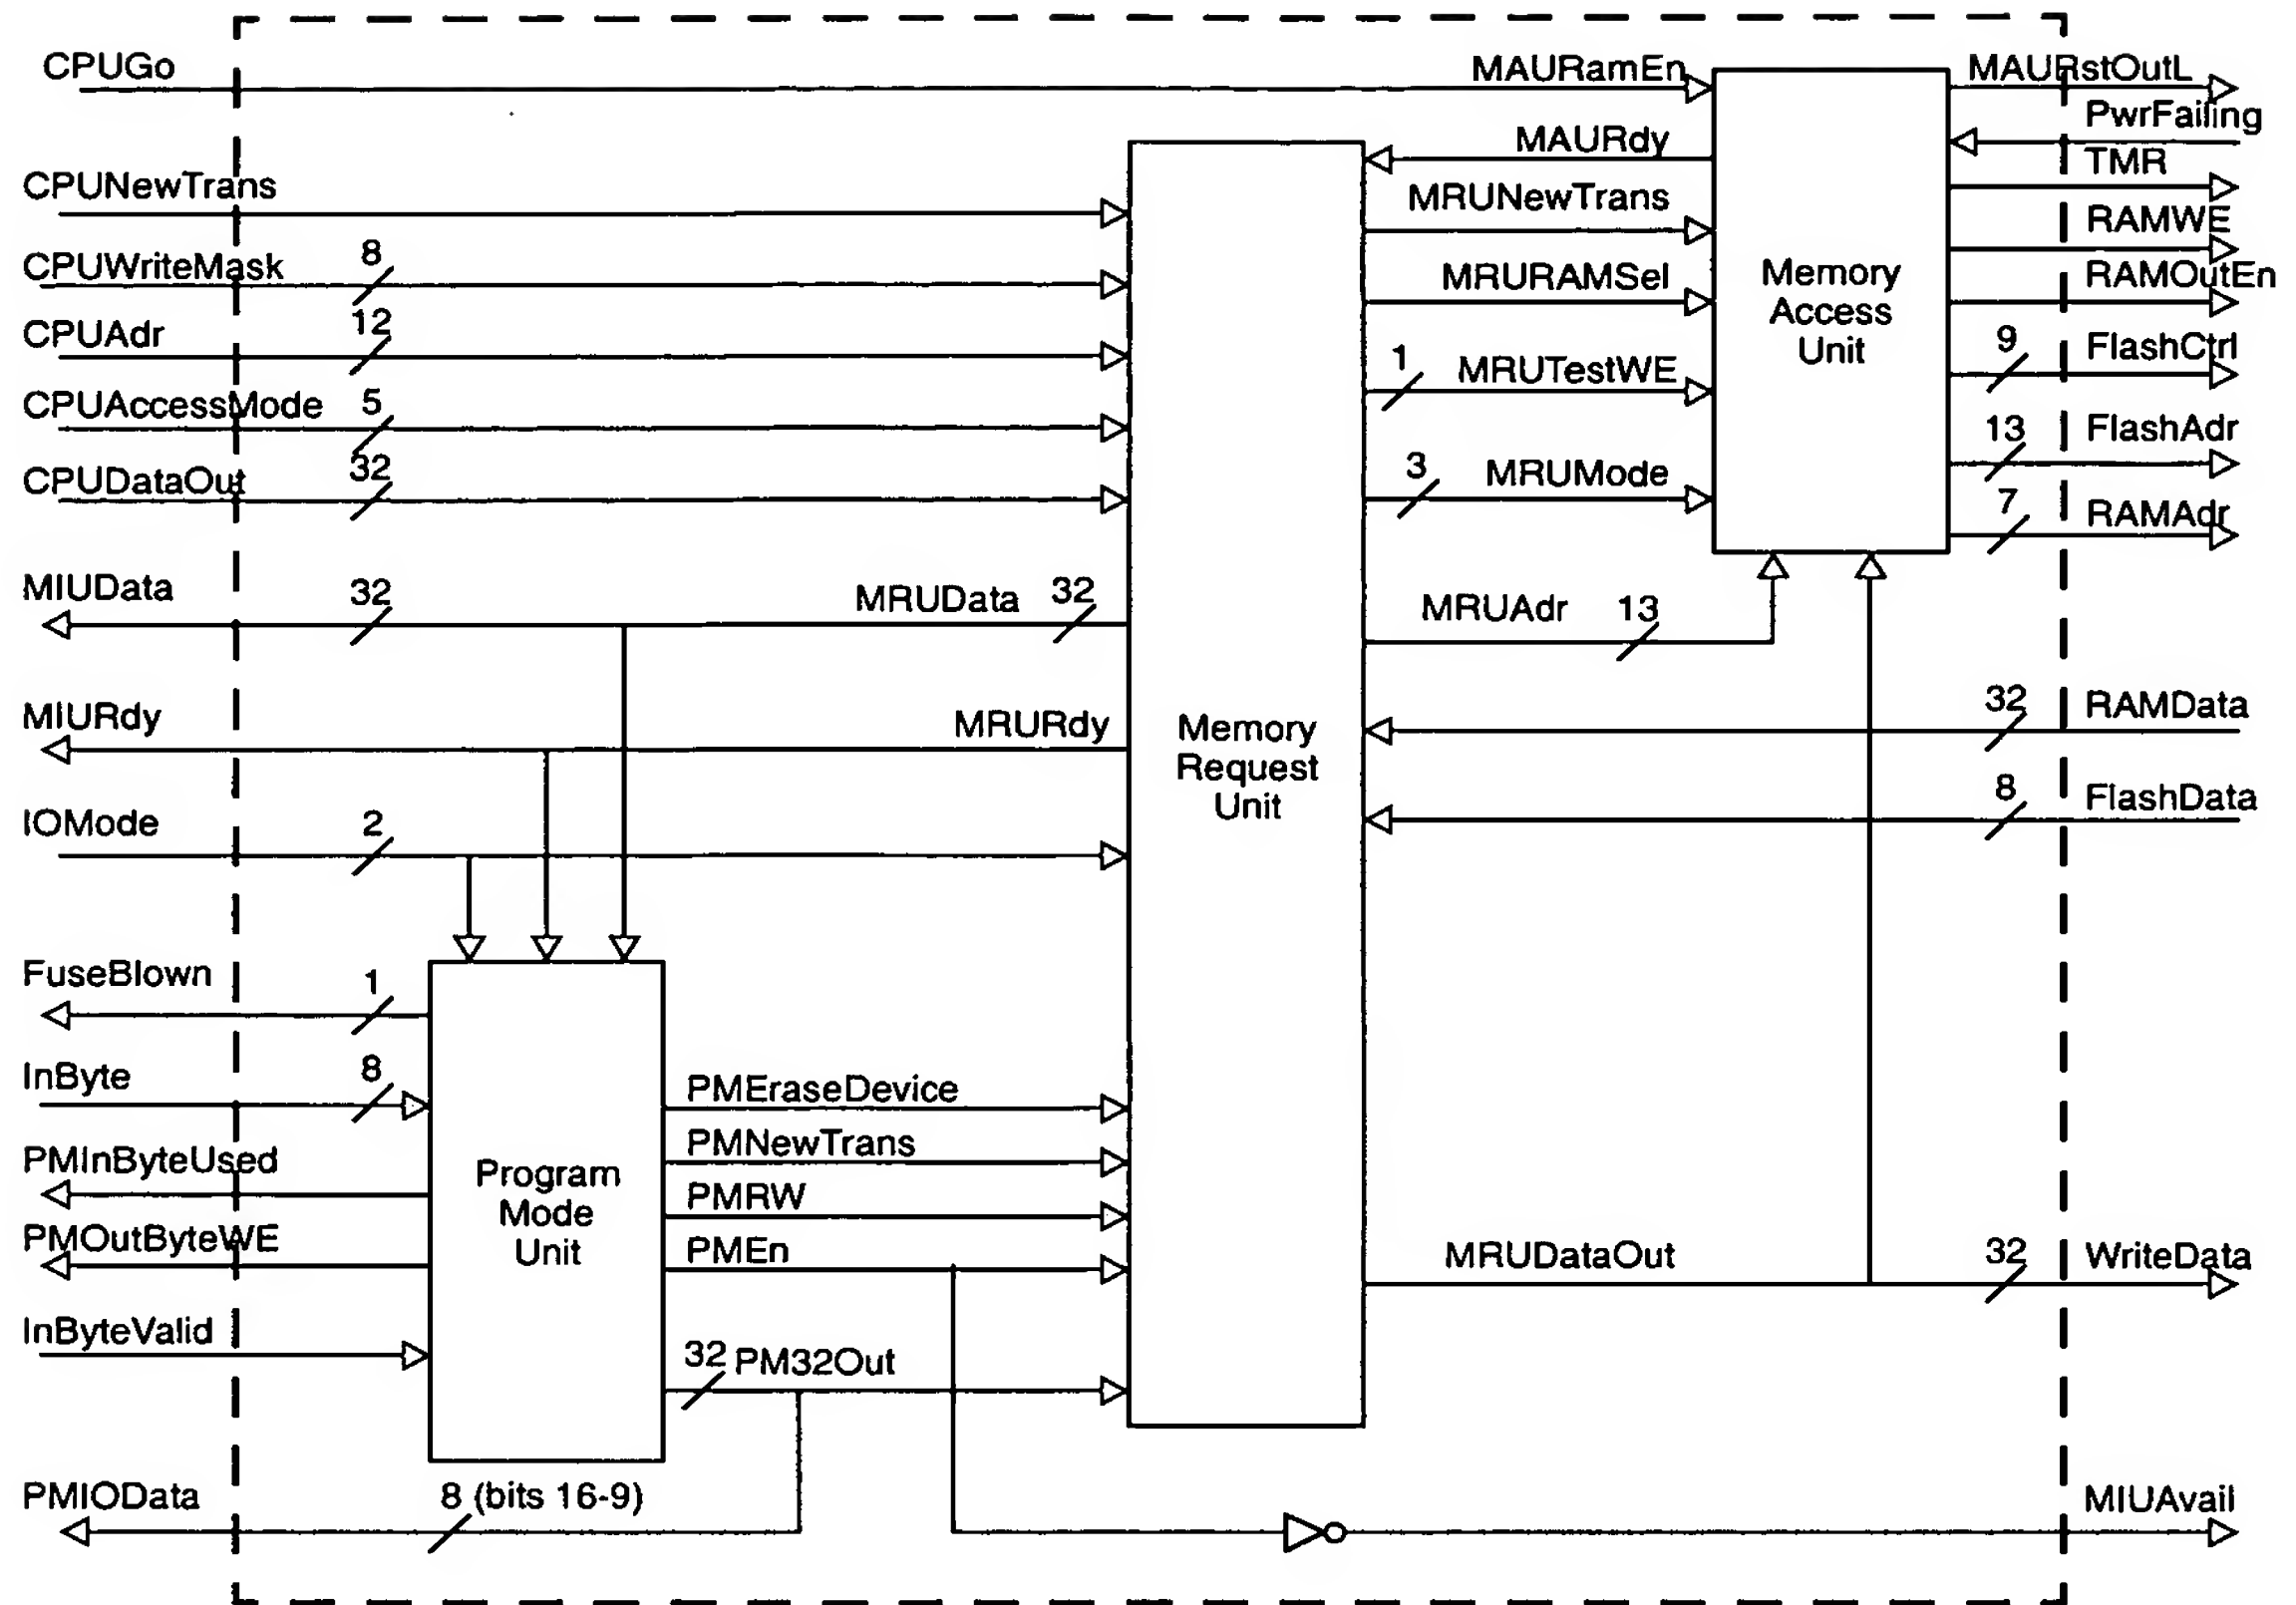 CPUGo
MAURamEn
MAURstOutL
PwrFailing
MAURdy
TMR
CPUNewTrans
MRUNewTrans
RAMWE
CPUWriteMask
8
MRURAMSel
Memory
Access
Unit
RAMOutEn
CPUAdr
12
1
MRUTestWE
9
FlashCtrl
CPUAccessMode
5
13
FlashAdr
CPUDataOut
32
3
MRUMode
7
RAMAdr
MIUData
32
MRUData
32
MRUAdr
13
MIURdy
MRURdy
Memory
Request
Unit
32
RAMData
IOMode
2
8
FlashData
FuseBlown
1
InByte
8
PMEraseDevice
PMInByteUsed
Program
Mode
Unit
PMNewTrans
PMRW
PMOutByteWE
PMEn
MRUDataOut
32
WriteData
InByteValid
32
PM32Out
PMIOData
8 (bits 16-9)
MIUAvail